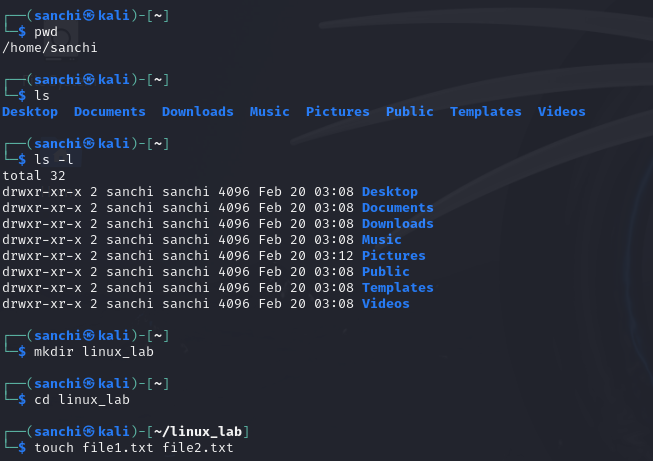 ┌──(sanchi㉿kali)-[~]
└─$ pwd
/home/sanchi
┌──(sanchi㉿kali)-[~]
└─$ ls
Desktop  Documents  Downloads  Music  Pictures  Public  Templates  Videos
┌──(sanchi㉿kali)-[~]
└─$ ls -l
total 32
drwxr-xr-x 2 sanchi sanchi 4096 Feb 20 03:08 Desktop
drwxr-xr-x 2 sanchi sanchi 4096 Feb 20 03:08 Documents
drwxr-xr-x 2 sanchi sanchi 4096 Feb 20 03:08 Downloads
drwxr-xr-x 2 sanchi sanchi 4096 Feb 20 03:08 Music
drwxr-xr-x 2 sanchi sanchi 4096 Feb 20 03:12 Pictures
drwxr-xr-x 2 sanchi sanchi 4096 Feb 20 03:08 Public
drwxr-xr-x 2 sanchi sanchi 4096 Feb 20 03:08 Templates
drwxr-xr-x 2 sanchi sanchi 4096 Feb 20 03:08 Videos
┌──(sanchi㉿kali)-[~]
└─$ mkdir linux_lab
┌──(sanchi㉿kali)-[~]
└─$ cd linux_lab
┌──(sanchi㉿kali)-[~/linux_lab]
└─$ touch file1.txt file2.txt